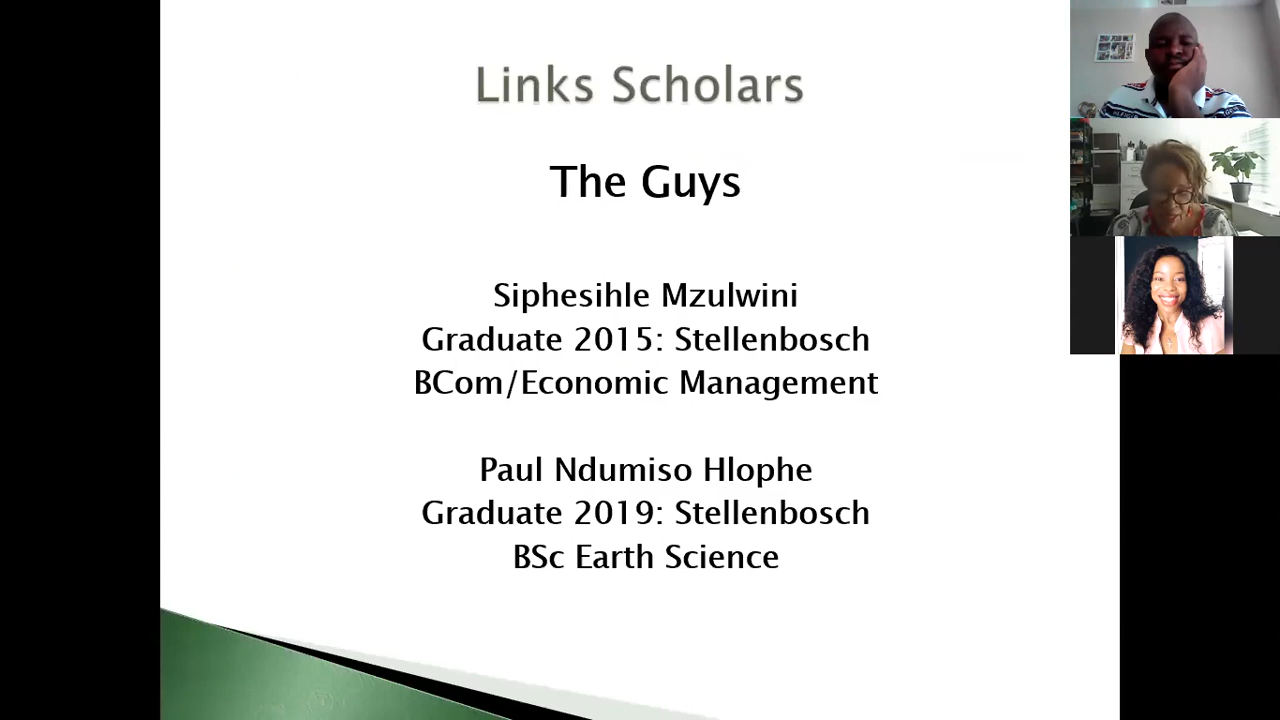 Links Scholars
The Guys
Siphesihle Mzulwini
Graduate 2015: Stellenbosch
BCom/Economic Management
Paul Ndumiso Hlophe
Graduate 2019: Stellenbosch
BSc Earth Science